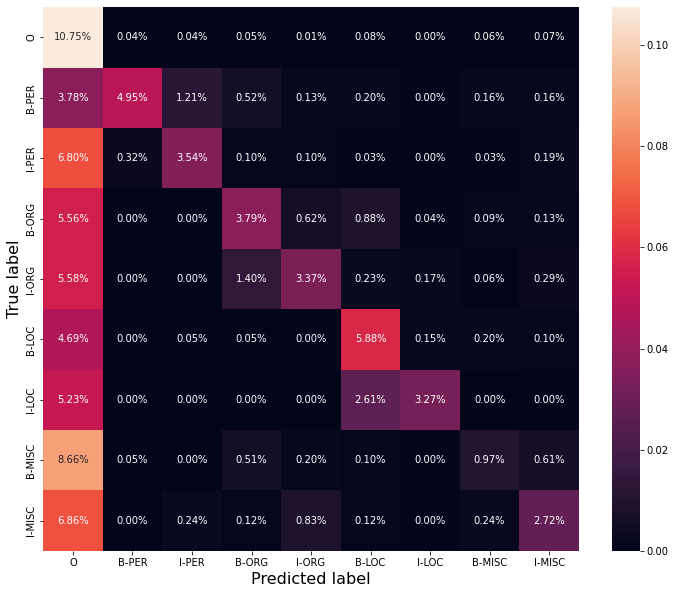 O 10.75% 0.04% 0.04% 0.05% 0.01% 0.08% 0.00% 0.06% 0.07%
B-PER 3.78% 4.95% 1.21% 0.52% 0.13% 0.20% 0.00% 0.16% 0.16%
I-PER 6.80% 0.32% 3.54% 0.10% 0.10% 0.03% 0.00% 0.03% 0.19%
B-ORG 5.56% 0.00% 0.00% 3.79% 0.62% 0.88% 0.04% 0.09% 0.13%
I-ORG 5.58% 0.00% 0.00% 1.40% 3.37% 0.23% 0.17% 0.06% 0.29%
B-LOC 4.69% 0.00% 0.05% 0.05% 0.00% 5.88% 0.15% 0.20% 0.10%
I-LOC 5.23% 0.00% 0.00% 0.00% 0.00% 2.61% 3.27% 0.00% 0.00%
B-MISC 8.66% 0.05% 0.00% 0.51% 0.20% 0.10% 0.00% 0.97% 0.61%
I-MISC 6.86% 0.00% 0.24% 0.12% 0.83% 0.12% 0.00% 0.24% 2.72%
O B-PER I-PER B-ORG I-ORG B-LOC I-LOC B-MISC I-MISC
Predicted label
True label
0.10
0.08
0.06
0.04
0.02
0.00